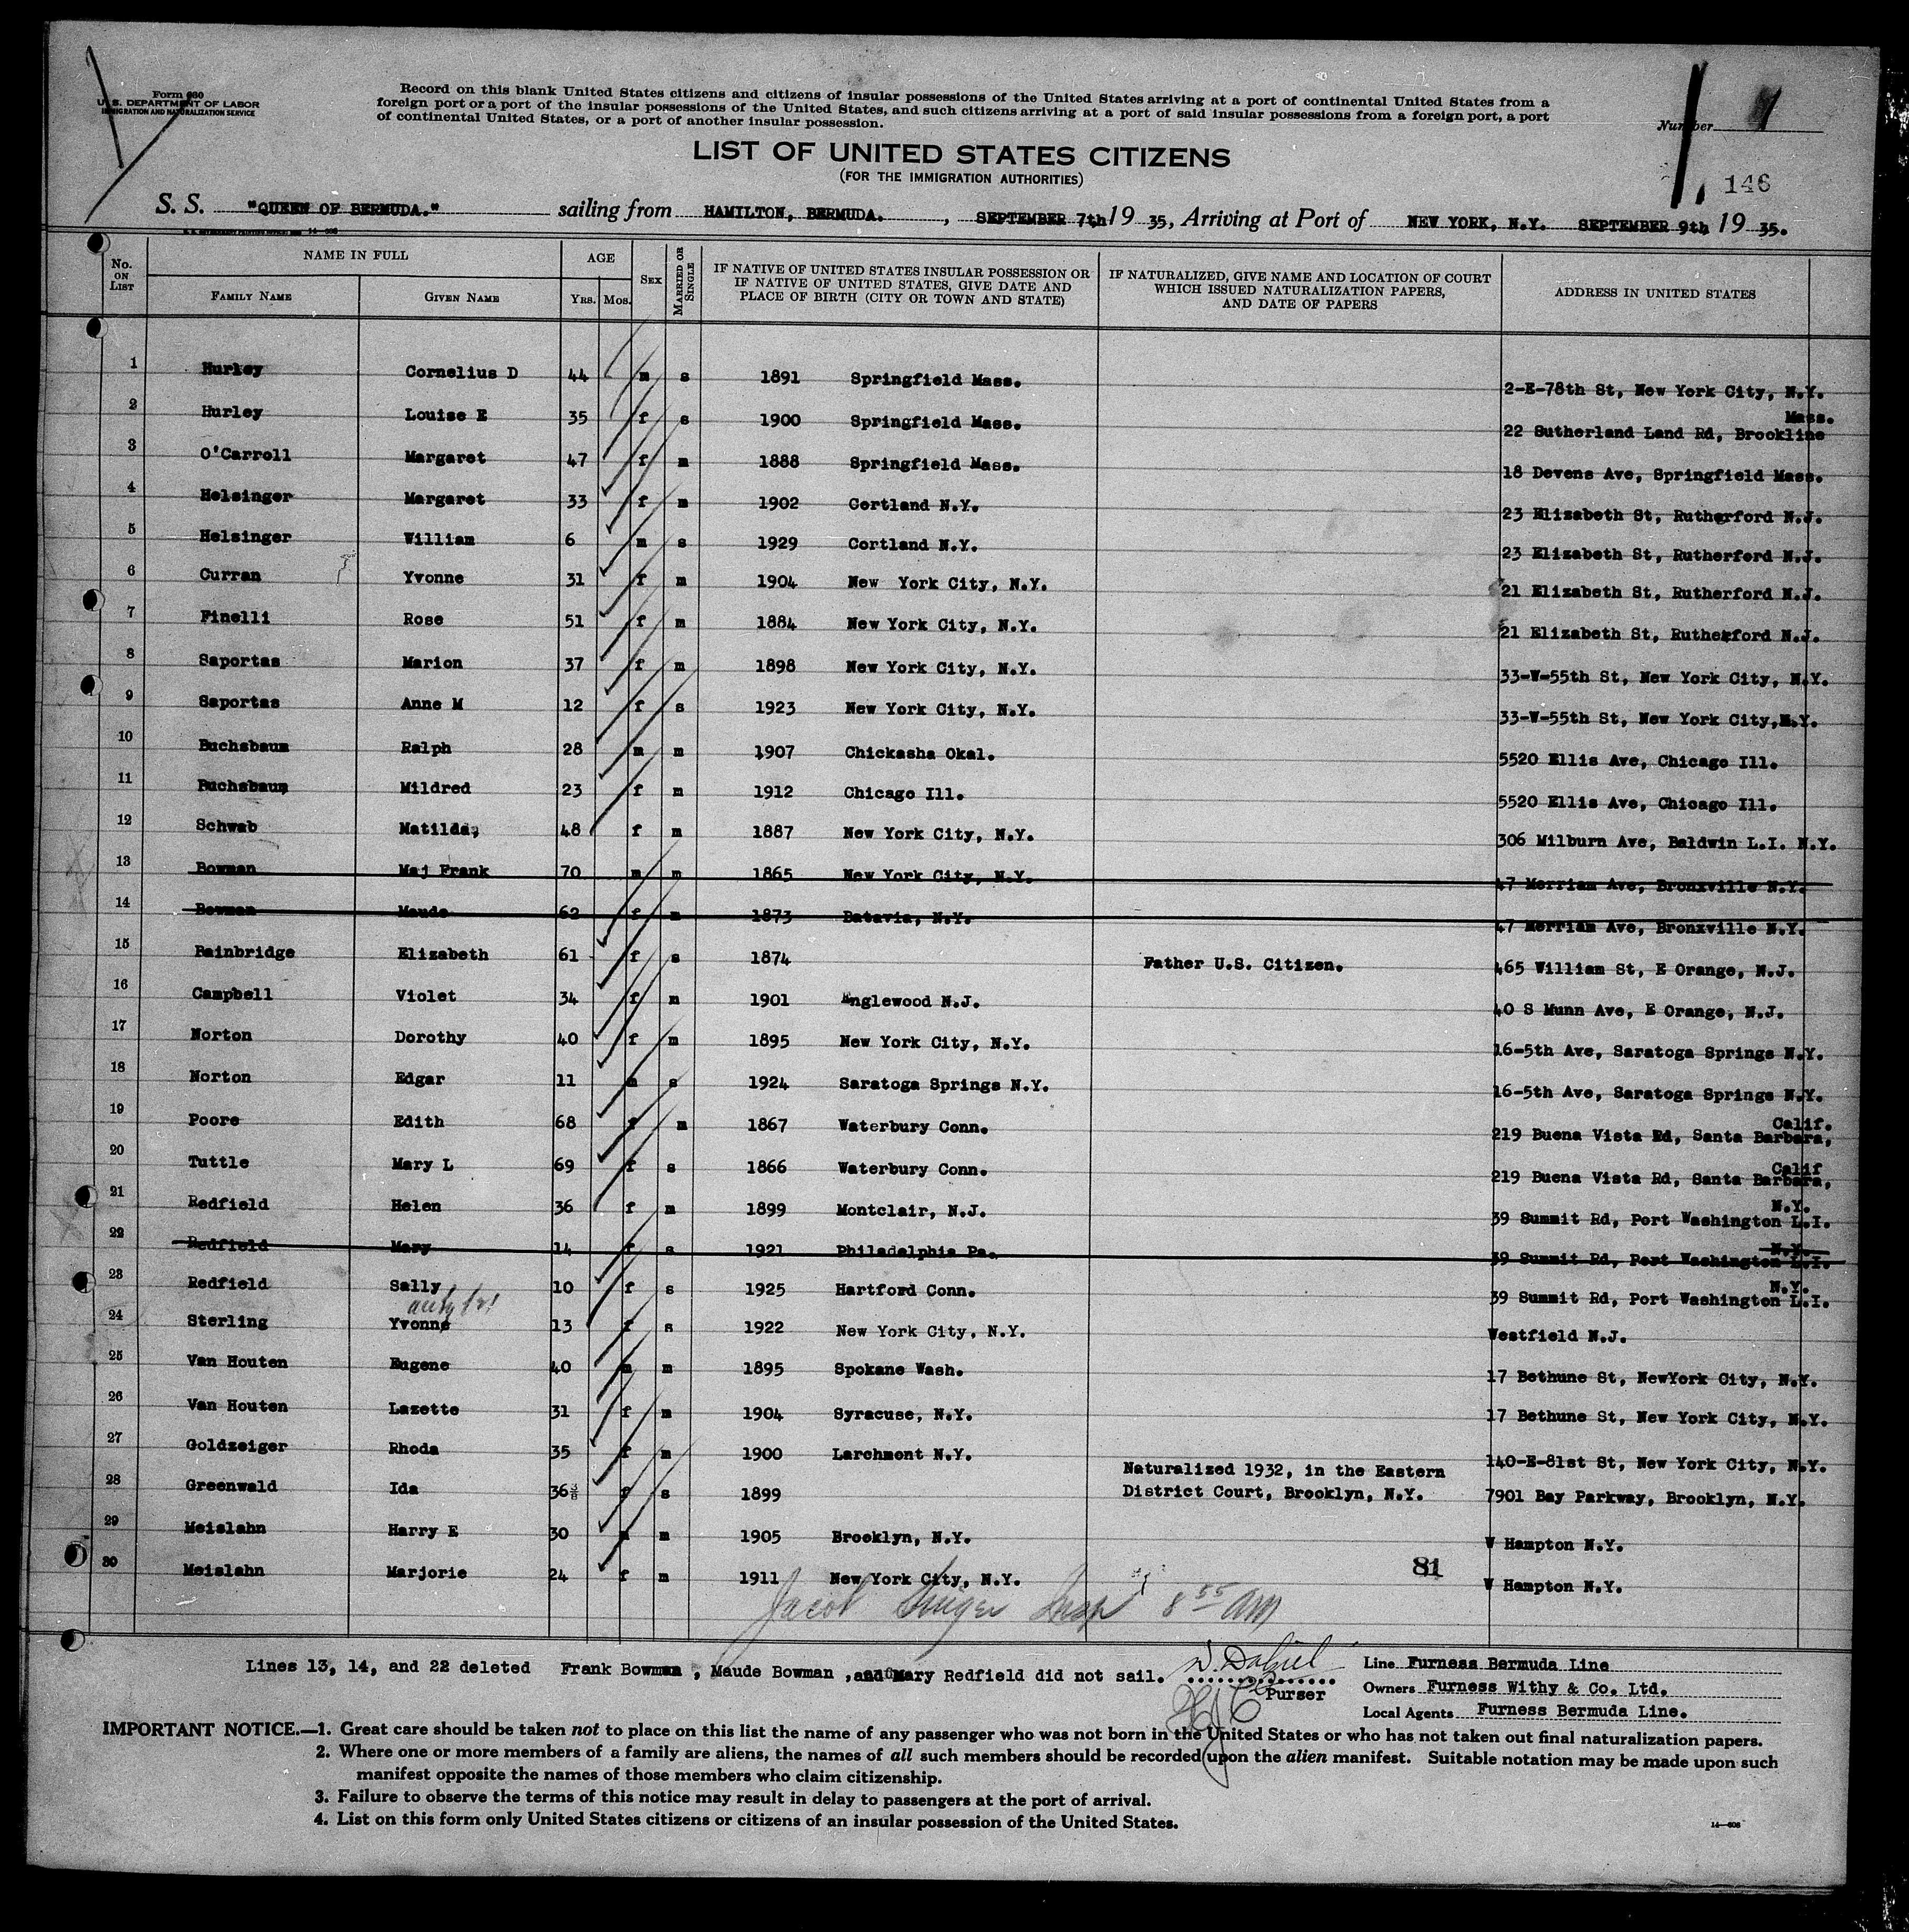 Form 630
U. S. DEPARTMENT OF LABOR
IMMIGRATION AND NATURALIZATION SERVICE
Record on this blank United States citizens and citizens of insular possessions of the United States arriving at a port of continental United States from a
foreign port or a port of the insular possessions of the United States, and such citizens arriving at a port of said insular possessions from a foreign port, a port
of continental United States, or a port of another insular possession.
Number
146
LIST OF UNITED STATES CITIZENS
(FOR THE IMMIGRATION AUTHORITIES)
S. S. "QUEEN OF BERMUDA." sailing from HAMILTON, BERMUDA. , SEPTEMBER 7th 19 35, Arriving at Port of NEW YORK, N.Y. SEPTEMBER 9th, 19 35.
No. ON LIST NAME IN FULL FAMILY NAME GIVEN NAME AGE YRS. MOS. SEX MARRIED OR SINGLE IF NATIVE OF UNITED STATES INSULAR POSSESSION OR IF NATIVE OF UNITED STATES, GIVE DATE AND PLACE OF BIRTH (CITY OR TOWN AND STATE) IF NATURALIZED, GIVE NAME AND LOCATION OF COURT WHICH ISSUED NATURALIZATION PAPERS, AND DATE OF PAPERS ADDRESS IN UNITED STATES
1 Hurley Cornelius D 44 m s 1891 Springfield Mass. 2-E-78th St, New York City, N.Y.
2 Hurley Louise E 35 f s 1900 Springfield Mass. 22 Sutherland Land Rd, Brookline Mass.
3 O'Carroll Margaret 47 f m 1888 Springfield Mass. 18 Devens Ave, Springfield Mass.
4 Helsinger Margaret 33 f m 1902 Cortland N.Y. 23 Elizabeth St, Rutherford N.J.
5 Helsinger William 6 m s 1929 Cortland N.Y. 23 Elizabeth St, Rutherford N.J.
6 Curran Yvonne 31 f m 1904 New York City, N.Y. 21 Elizabeth St, Rutherford N.J.
7 Finelli Rose 51 f m 1884 New York City, N.Y. 21 Elizabeth St, Rutherford N.J.
8 Saportas Marion 37 f m 1898 New York City, N.Y. 33-W-55th St, New York City, N.Y.
9 Saportas Anne M 12 f s 1923 New York City, N.Y. 33-W-55th St, New York City,N.Y.
10 Buchsbaum Ralph 28 m m 1907 Chickasha Okal. 5520 Ellis Ave, Chicago Ill.
11 Buchsbaum Mildred 23 f m 1912 Chicago Ill. 5520 Ellis Ave, Chicago Ill.
12 Schwab Matilda, 48 f m 1887 New York City, N.Y. 306 Milburn Ave, Baldwin L.I. N.Y.
13 Bowman Maj Frank 70 m m 1865 New York City, N.Y. 47 Merriam Ave, Bronxville N.Y.
14 Bowman Maude 62 f m 1873 Batavia, N.Y. 47 Merriam Ave, Bronxville N.Y.
15 Bainbridge Elizabeth 61 f s 1874 Father U.S. Citizen. 465 William St, E Orange, N.J.
16 Campbell Violet 34 f m 1901 Englewood N.J. 40 S Munn Ave, E Orange, N.J.
17 Norton Dorothy 40 f m 1895 New York City, N.Y. 16-5th Ave, Saratoga Springs N.Y.
18 Norton Edgar 11 m s 1924 Saratoga Springs N.Y. 16-5th Ave, Saratoga Springs N.Y.
19 Poore Edith 68 f m 1867 Waterbury Conn. 219 Buena Vista Rd, Santa Barbara, Calif.
20 Tuttle Mary L 69 f s 1866 Waterbury Conn. 219 Buena Vista Rd, Santa Barbara, Calif
21 Redfield Helen 36 f m 1899 Montclair, N.J. 39 Summit Rd, Port Washington L.I. N.Y.
22 Redfield Mary 14 f s 1921 Philadelphia Pa. 39 Summit Rd, Port Washington L.I. N.Y.
23 Redfield Sally 10 f s 1925 Hartford Conn. 39 Summit Rd, Port Washington L.I. N.Y.
24 Sterling Yvonne 13 f s 1922 New York City, N.Y. Westfield N.J.
25 Van Houten Eugene 40 m m 1895 Spokane Wash. 17 Bethune St, NewYork City, N.Y.
26 Van Houten Lazette 31 f m 1904 Syracuse, N.Y. 17 Bethune St, New York City, N.Y.
27 Goldzeiger Rhoda 35 f m 1900 Larchment N.Y. 140-E-81st St, New York City, N.Y.
28 Greenwald Ida 36 f s 1899 Naturalized 1932, in the Eastern District Court, Brooklyn, N.Y. 7901 Bay Parkway, Brooklyn, N.Y.
29 Meislahn Harry E 30 m m 1905 Brooklyn, N.Y. W Hampton N.Y.
30 Meislahn Marjorie 24 f m 1911 New York City, N.Y. W Hampton N.Y.
81
Jacob Singer Insp 8 55 AM
Lines 13, 14, and 22 deleted Frank Bowman , Maude Bowman ,and Mary Redfield did not sail.
Purser
Line Furness Bermuda Line
Owners Furness Withy & Co. Ltd.
Local Agents Furness Bermuda Line.
IMPORTANT NOTICE.—1. Great care should be taken not to place on this list the name of any passenger who was not born in the United States or who has not taken out final naturalization papers.
2. Where one or more members of a family are aliens, the names of all such members should be recorded upon the alien manifest. Suitable notation may be made upon such
manifest opposite the names of those members who claim citizenship.
3. Failure to observe the terms of this notice may result in delay to passengers at the port of arrival.
4. List on this form only United States citizens or citizens of an insular possession of the United States.
14—608